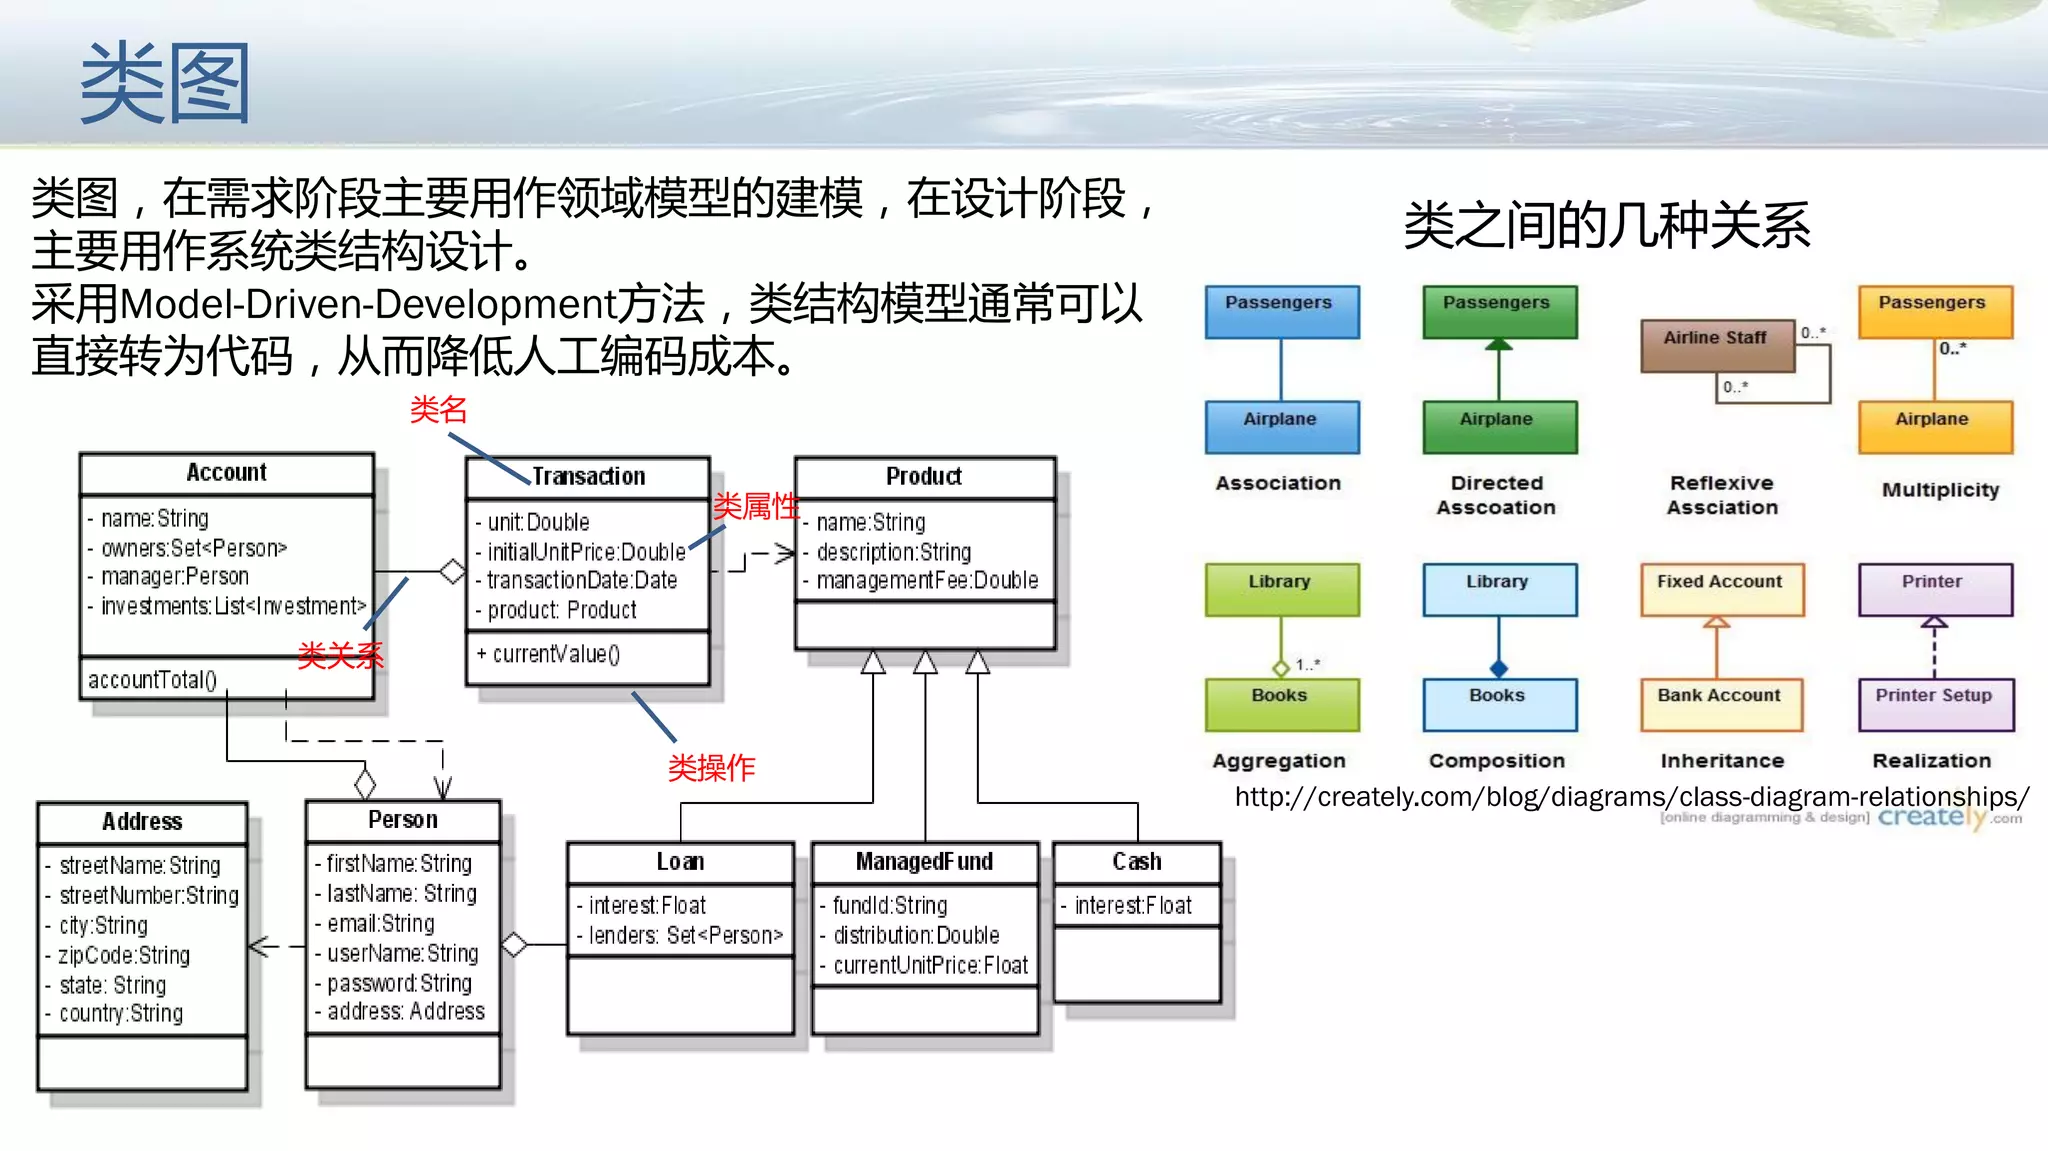 类图
类图，在需求阶段主要用作领域模型的建模，在设计阶段，
主要用作系统类结构设计。
采用Model-Driven-Development方法，类结构模型通常可以
直接转为代码，从而降低人工编码成本。
类名
Account
- name:String
- owners:Set<Person>
- manager:Person
- investments:List<Investment>
accountTotal()
类关系
Transaction
- unit:Double
- initialUnitPrice:Double
- transactionDate:Date
- product: Product
+ currentValue()
类属性
类操作
Product
- name:String
- description:String
- managementFee:Double
Address
- streetName:String
- streetNumber:String
- city:String
- zipCode:String
- state: String
- country:String
Person
- firstName:String
- lastName: String
- email:String
- userName:String
- password:String
- address: Address
Loan
- interest:Float
- lenders: Set<Person>
ManagedFund
- fundId:String
- distribution:Double
- currentUnitPrice:Float
Cash
- interest:Float
类之间的几种关系
Passengers
Airplane
Association
Passengers
Airplane
Directed
Asscoation
Airline Staff
0..*
0..*
Reflexive
Assciation
Passengers
0..*
Airplane
Multiplicity
Library
1..*
Books
Aggregation
Library
Books
Composition
Fixed Account
Bank Account
Inheritance
Printer
Printer Setup
Realization
http://creately.com/blog/diagrams/class-diagram-relationships/
[online diagramming & design] creately.com